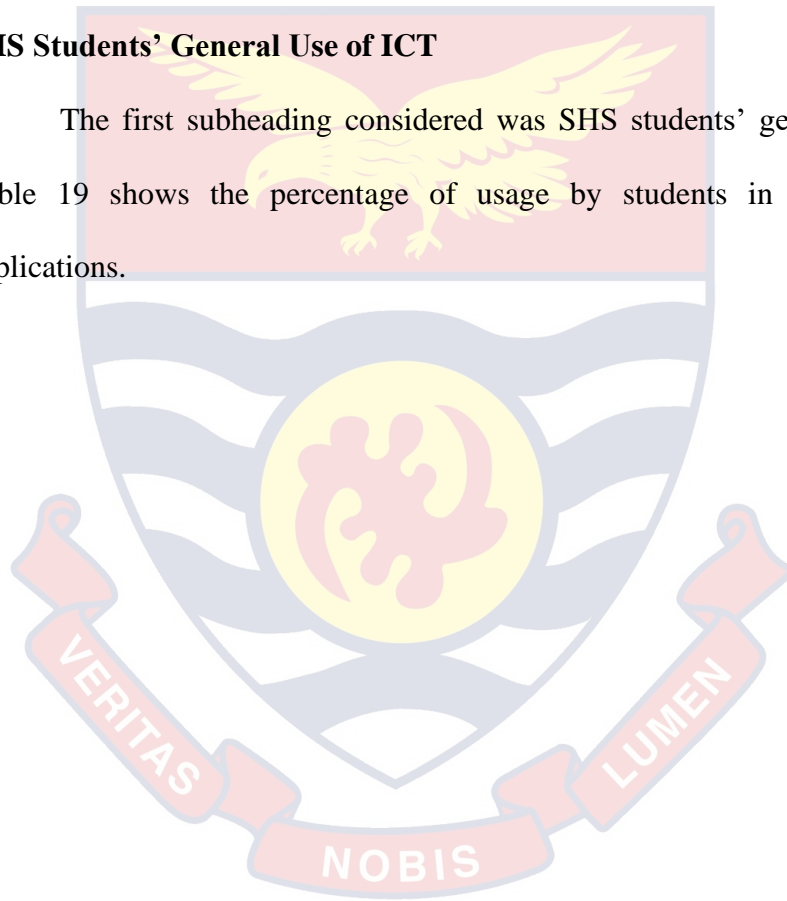 IS Students’ General Use of ICT
The first subheading considered was SHS students’ ge
ble 19 shows the percentage of usage by students in
plications.
VERITAS
NOBIS
LUMEN